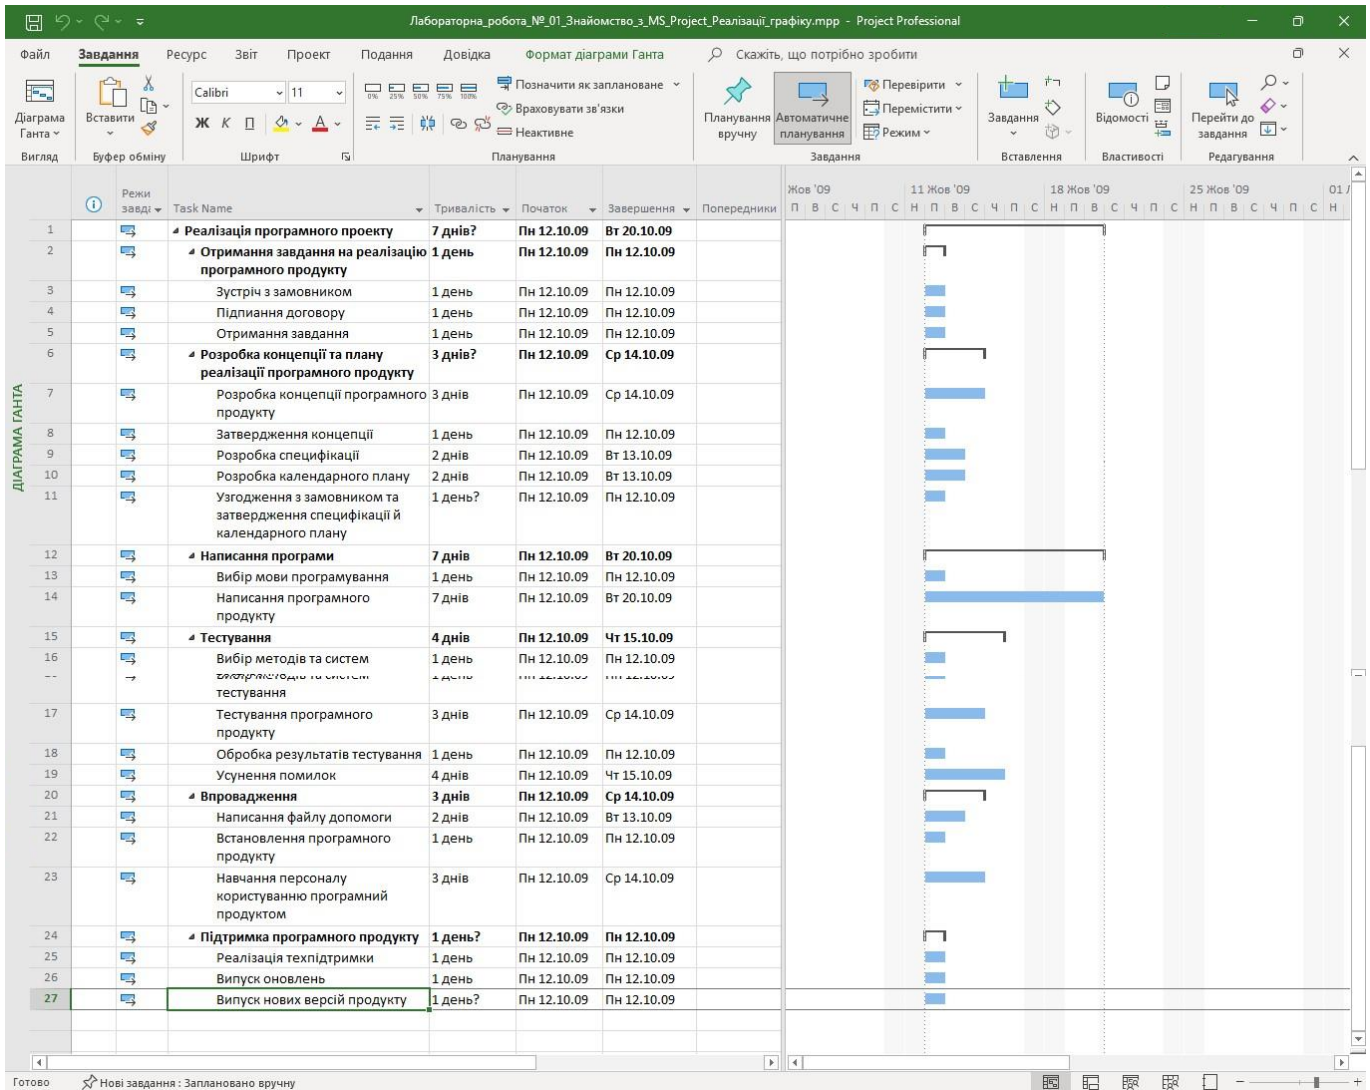 Лабораторна_робота_№_01_Знайомство_з_MS_Project_Реалізації_графіку.mpp - Project Professional
Файл Завдання Ресурс Звіт Проект Подання Довідка Формат діаграми Ганта Скажіть, що потрібно зробити
Діаграма Ганта
Вставити
Calibri 11
Ж К П
0% 25% 50% 75% 100%
Позначити як заплановане
Враховувати зв'язки
Неактивне
Планування вручну
Автоматичне планування
Перевірити
Перемістити
Режим
Завдання
Відомості
Перейти до завдання
Вигляд Буфер обміну Шрифт Планування Завдання Вставлення Властивості Редагування
Режи завда Task Name Тривалість Початок Завершення Попередники
Жов '09 11 Жов '09 18 Жов '09 25 Жов '09 01
П В С Ч П С Н П В С Ч П С Н П В С Ч П С Н П В С Ч П С Н
ДІАГРАМА ГАНТА
1 Реалізація програмного проекту 7 днів? Пн 12.10.09 Вт 20.10.09
2 Отримання завдання на реалізацію 1 день Пн 12.10.09 Пн 12.10.09
програмного продукту
3 Зустріч з замовником 1 день Пн 12.10.09 Пн 12.10.09
4 Підпиання договору 1 день Пн 12.10.09 Пн 12.10.09
5 Отримання завдання 1 день Пн 12.10.09 Пн 12.10.09
6 Розробка концепції та плану 3 днів? Пн 12.10.09 Ср 14.10.09
реалізації програмного продукту
7 Розробка концепції програмного 3 днів Пн 12.10.09 Ср 14.10.09
продукту
8 Затвердження концепції 1 день Пн 12.10.09 Пн 12.10.09
9 Розробка специфікації 2 днів Пн 12.10.09 Вт 13.10.09
10 Розробка календарного плану 2 днів Пн 12.10.09 Вт 13.10.09
11 Узгодження з замовником та 1 день? Пн 12.10.09 Пн 12.10.09
затвердження специфікації й
календарного плану
12 Написання програми 7 днів Пн 12.10.09 Вт 20.10.09
13 Вибір мови програмування 1 день Пн 12.10.09 Пн 12.10.09
14 Написання програмного 7 днів Пн 12.10.09 Вт 20.10.09
продукту
15 Тестування 4 днів Пн 12.10.09 Чт 15.10.09
16 Вибір методів та систем 1 день Пн 12.10.09 Пн 12.10.09
тестування
17 Тестування програмного 3 днів Пн 12.10.09 Ср 14.10.09
продукту
18 Обробка результатів тестування 1 день Пн 12.10.09 Пн 12.10.09
19 Усунення помилок 4 днів Пн 12.10.09 Чт 15.10.09
20 Впровадження 3 днів Пн 12.10.09 Ср 14.10.09
21 Написання файлу допомоги 2 днів Пн 12.10.09 Вт 13.10.09
22 Встановлення програмного 1 день Пн 12.10.09 Пн 12.10.09
продукту
23 Навчання персоналу 3 днів Пн 12.10.09 Ср 14.10.09
користуванню програмний
продуктом
24 Підтримка програмного продукту 1 день? Пн 12.10.09 Пн 12.10.09
25 Реалізація техпідтримки 1 день Пн 12.10.09 Пн 12.10.09
26 Випуск оновлень 1 день Пн 12.10.09 Пн 12.10.09
27 Випуск нових версій продукту 1 день? Пн 12.10.09 Пн 12.10.09
Готово Нові завдання : Заплановано вручну